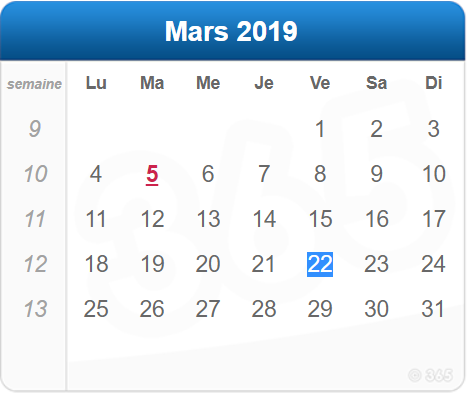 Mars 2019
semaine Lu Ma Me Je Ve Sa Di
9 1 2 3
10 4 5 6 7 8 9 10
11 11 12 13 14 15 16 17
12 18 19 20 21 22 23 24
13 25 26 27 28 29 30 31
© 365